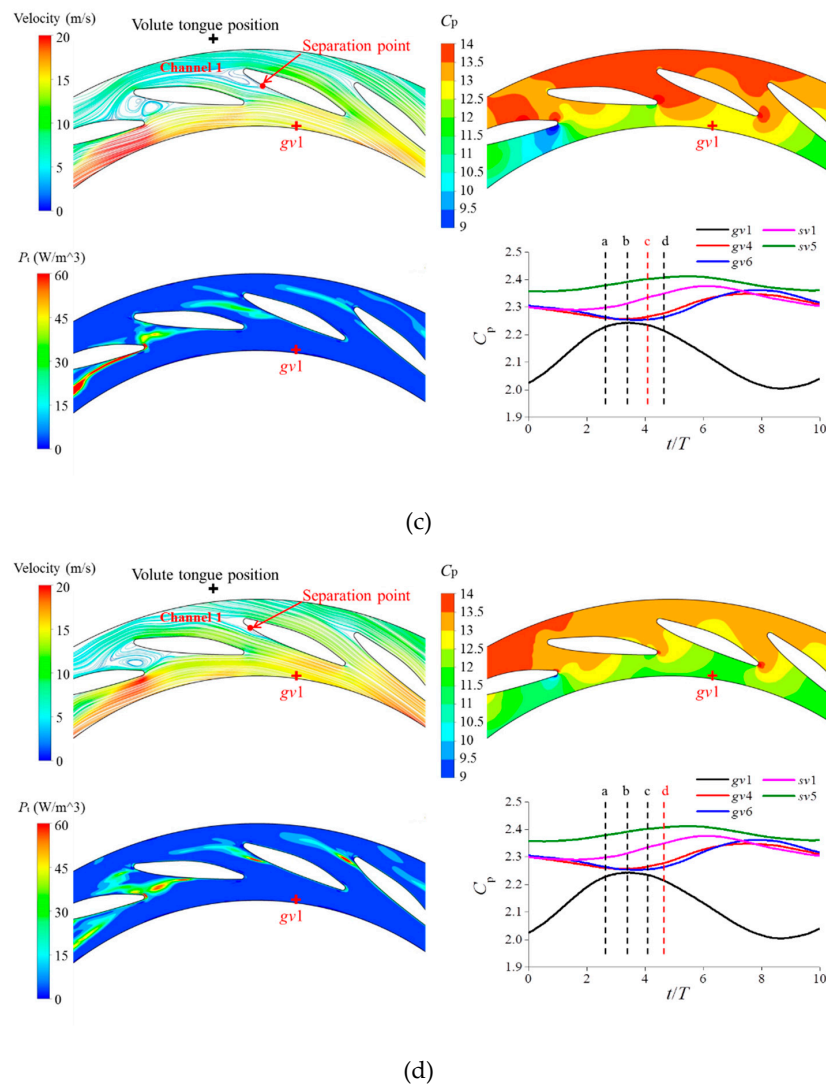 Velocity (m/s)
Volute tongue position
Cp
20
15
10
5
0
Channel 1
Separation point
gv1
14
13.5
13
12.5
12
11.5
11
10.5
10
9.5
9
gv1
Pt (W/m^3)
60
45
30
15
0
gv1
a b c d
gv1 sv1
gv4 sv5
gv6
2.5
2.4
2.3
2.2
2.1
2.0
1.9
Cp
0 2 4 6 8 10
t/T
(c)
Velocity (m/s)
Volute tongue position
Cp
20
15
10
5
0
Channel 1
Separation point
gv1
14
13.5
13
12.5
12
11.5
11
10.5
10
9.5
9
gv1
Pt (W/m^3)
60
45
30
15
0
gv1
a b c d
gv1 sv1
gv4 sv5
gv6
2.5
2.4
2.3
2.2
2.1
2.0
1.9
Cp
0 2 4 6 8 10
t/T
(d)